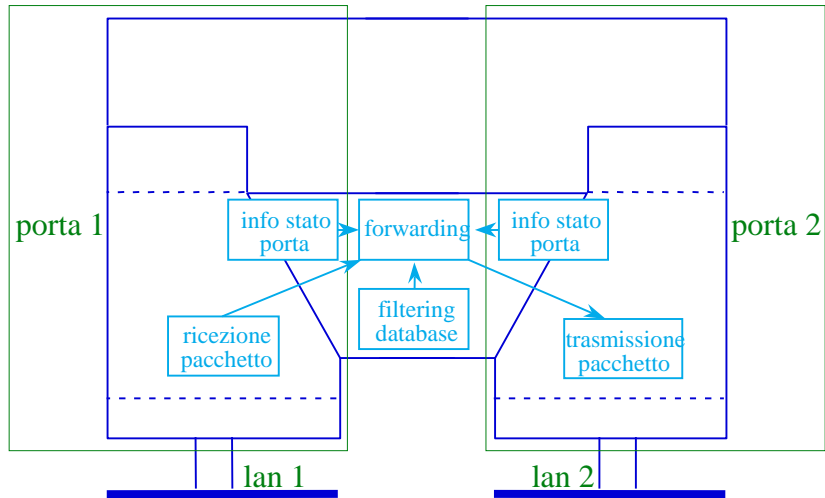 porta 1
info stato
porta
forwarding
info stato
porta
porta 2
ricezione
pacchetto
filtering
database
trasmissione
pacchetto
lan 1
lan 2